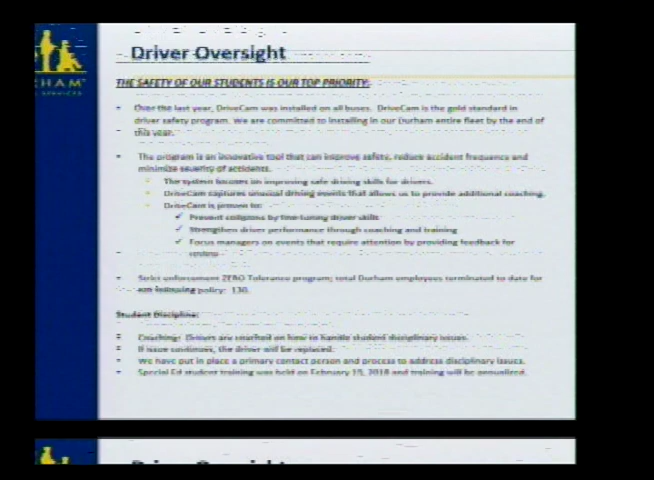 Driver Oversight
HAM
SERVICES
THE SAFETY OF OUR STUDENTS IS OUR TOP PRIORITY:
Over the last year, DriveCam was installed on all buses. DriveCam is the gold standard in
driver safety program. We are committed to installing in our Durham entire fleet by the end of
this year.
The program is an innovative tool that can improve safety, reduce accident frequency and
minimize severity of accidents.
The system focuses on improving safe driving skills for drivers.
DriveCam captures unusual driving events that allows us to provide additional coaching.
DriveCam is proven to:
✓ Prevent collisions by fine-tuning driver skills
✓ Strengthen driver performance through coaching and training
✓ Focus managers on events that require attention by providing feedback for
review
Strict enforcement ZERO Tolerance program; total Durham employees terminated to date for
not following policy: 130.
Student Discipline:
Coaching: Drivers are coached on how to handle student disciplinary issues.
If issue continues, the driver will be replaced.
We have put in place a primary contact person and process to address disciplinary issues.
Special Ed student training was held on February 15, 2018 and training will be annualized.